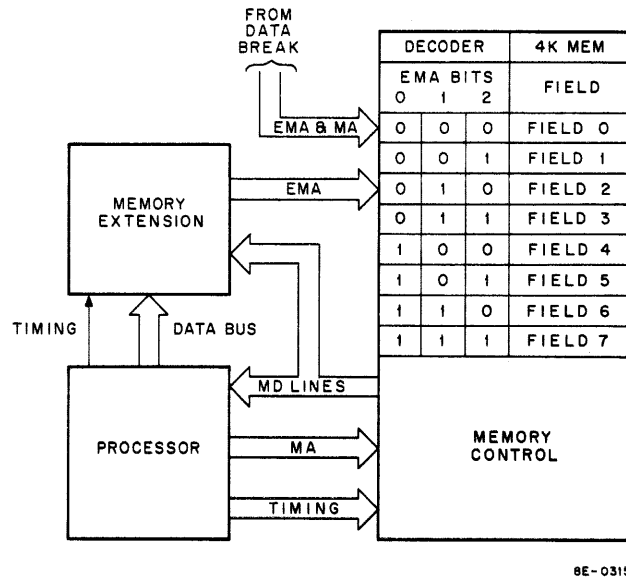 FROM
DATA
BREAK
EMA & MA
DECODER 4K MEM
EMA BITS
0 1 2
FIELD
0 0 0 FIELD 0
0 0 1 FIELD 1
0 1 0 FIELD 2
0 1 1 FIELD 3
1 0 0 FIELD 4
1 0 1 FIELD 5
1 1 0 FIELD 6
1 1 1 FIELD 7
MEMORY
EXTENSION
EMA
TIMING
DATA BUS
MD LINES
PROCESSOR
MA
TIMING
MEMORY
CONTROL
8E-0315